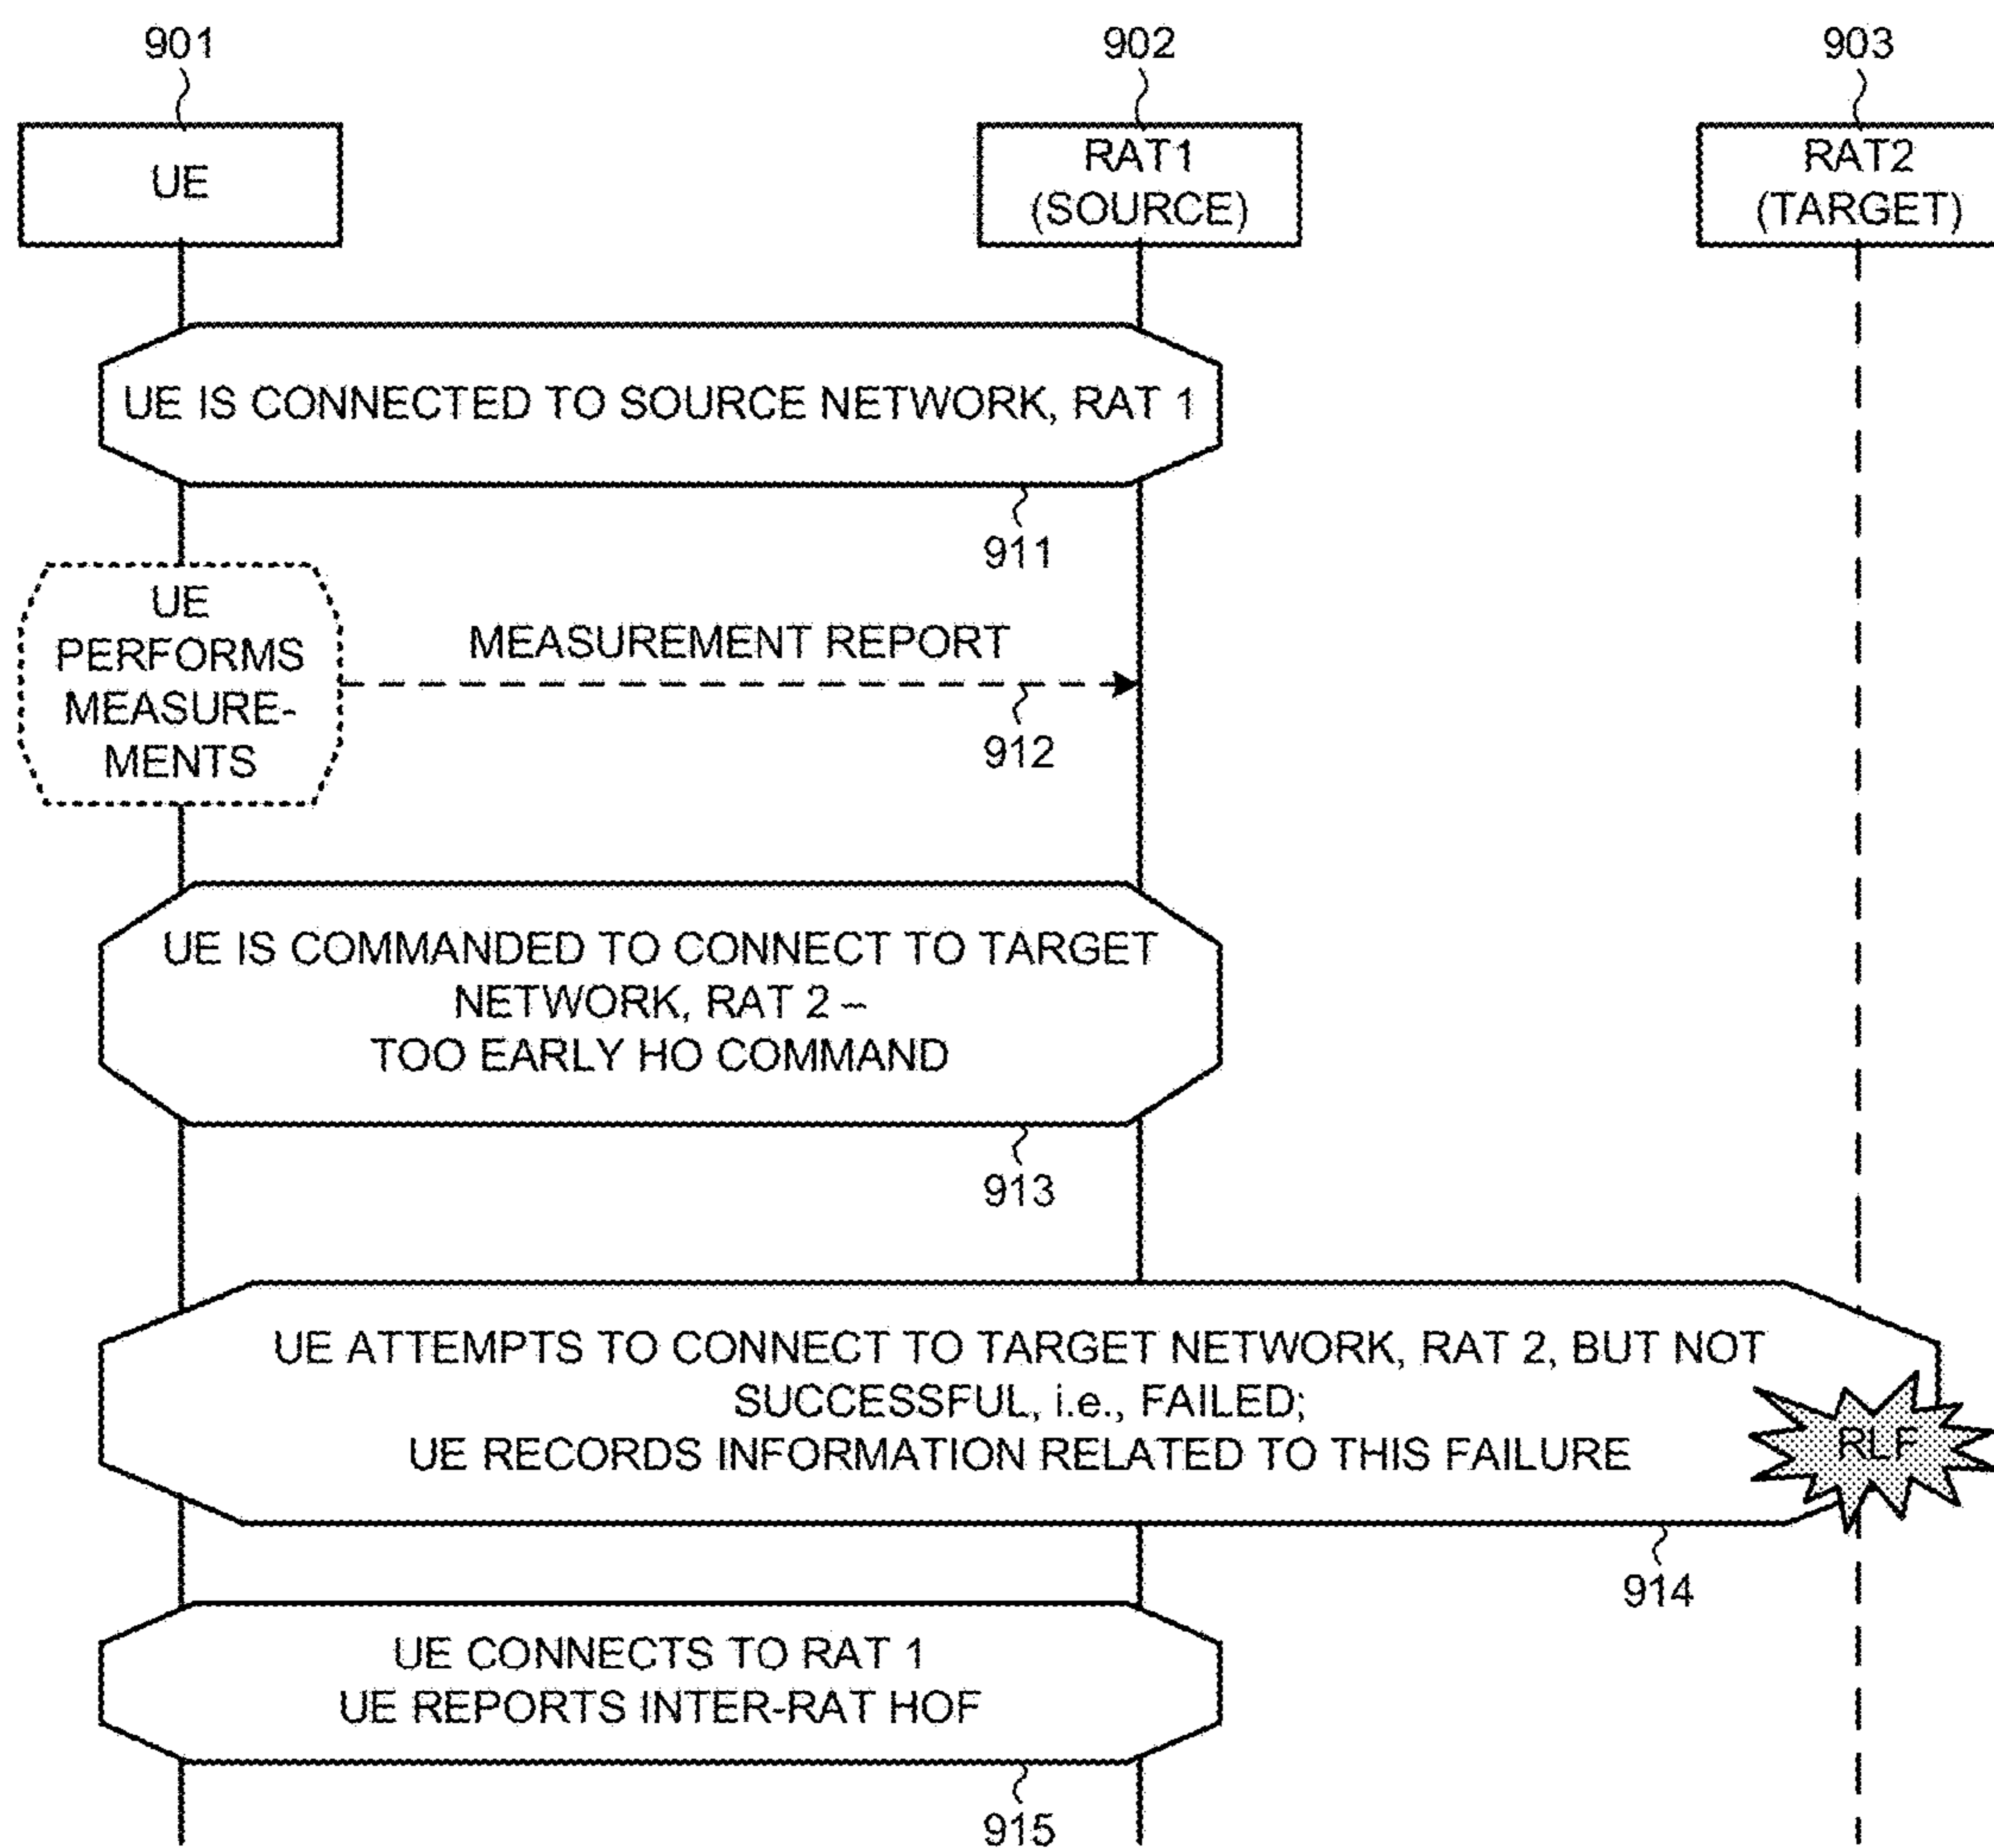 901
902
903
UE
RAT1
(SOURCE)
RAT2
(TARGET)
UE IS CONNECTED TO SOURCE NETWORK, RAT 1
911
UE
PERFORMS
MEASURE-
MENTS
MEASUREMENT REPORT
912
UE IS COMMANDED TO CONNECT TO TARGET
NETWORK, RAT 2 –
TOO EARLY HO COMMAND
913
UE ATTEMPTS TO CONNECT TO TARGET NETWORK, RAT 2, BUT NOT
SUCCESSFUL, i.e., FAILED;
UE RECORDS INFORMATION RELATED TO THIS FAILURE
RLF
914
UE CONNECTS TO RAT 1
UE REPORTS INTER-RAT HOF
915